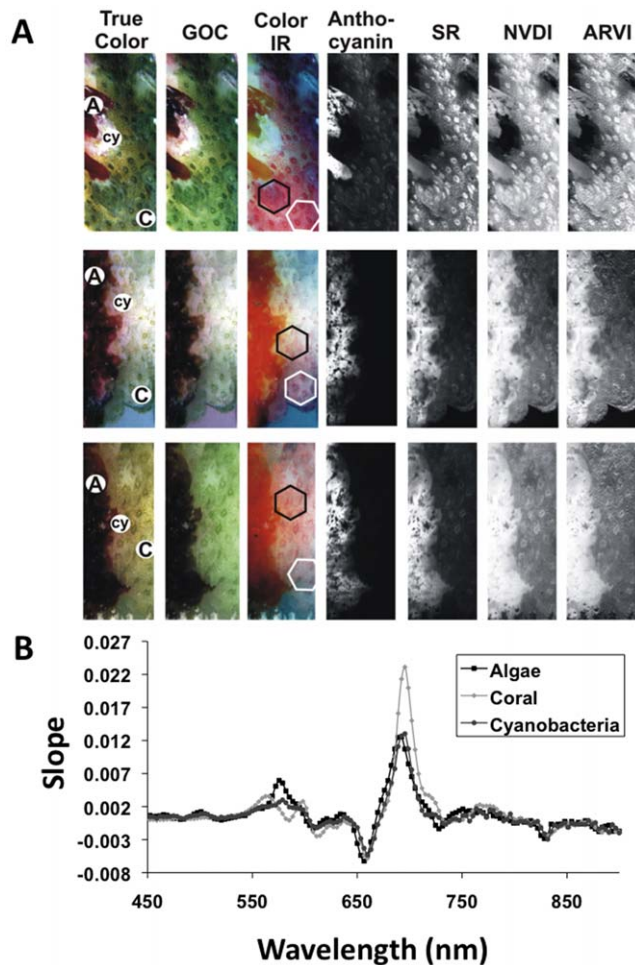 A
True Color
GOC
Color IR
Antho-cyanin
SR
NVDI
ARVI
A
cy
C
A
cy
C
A
cy
C
B
0.027
0.022
0.017
0.012
0.007
0.002
-0.003
-0.008
Slope
Algae
Coral
Cyanobacteria
450
550
650
750
850
Wavelength (nm)